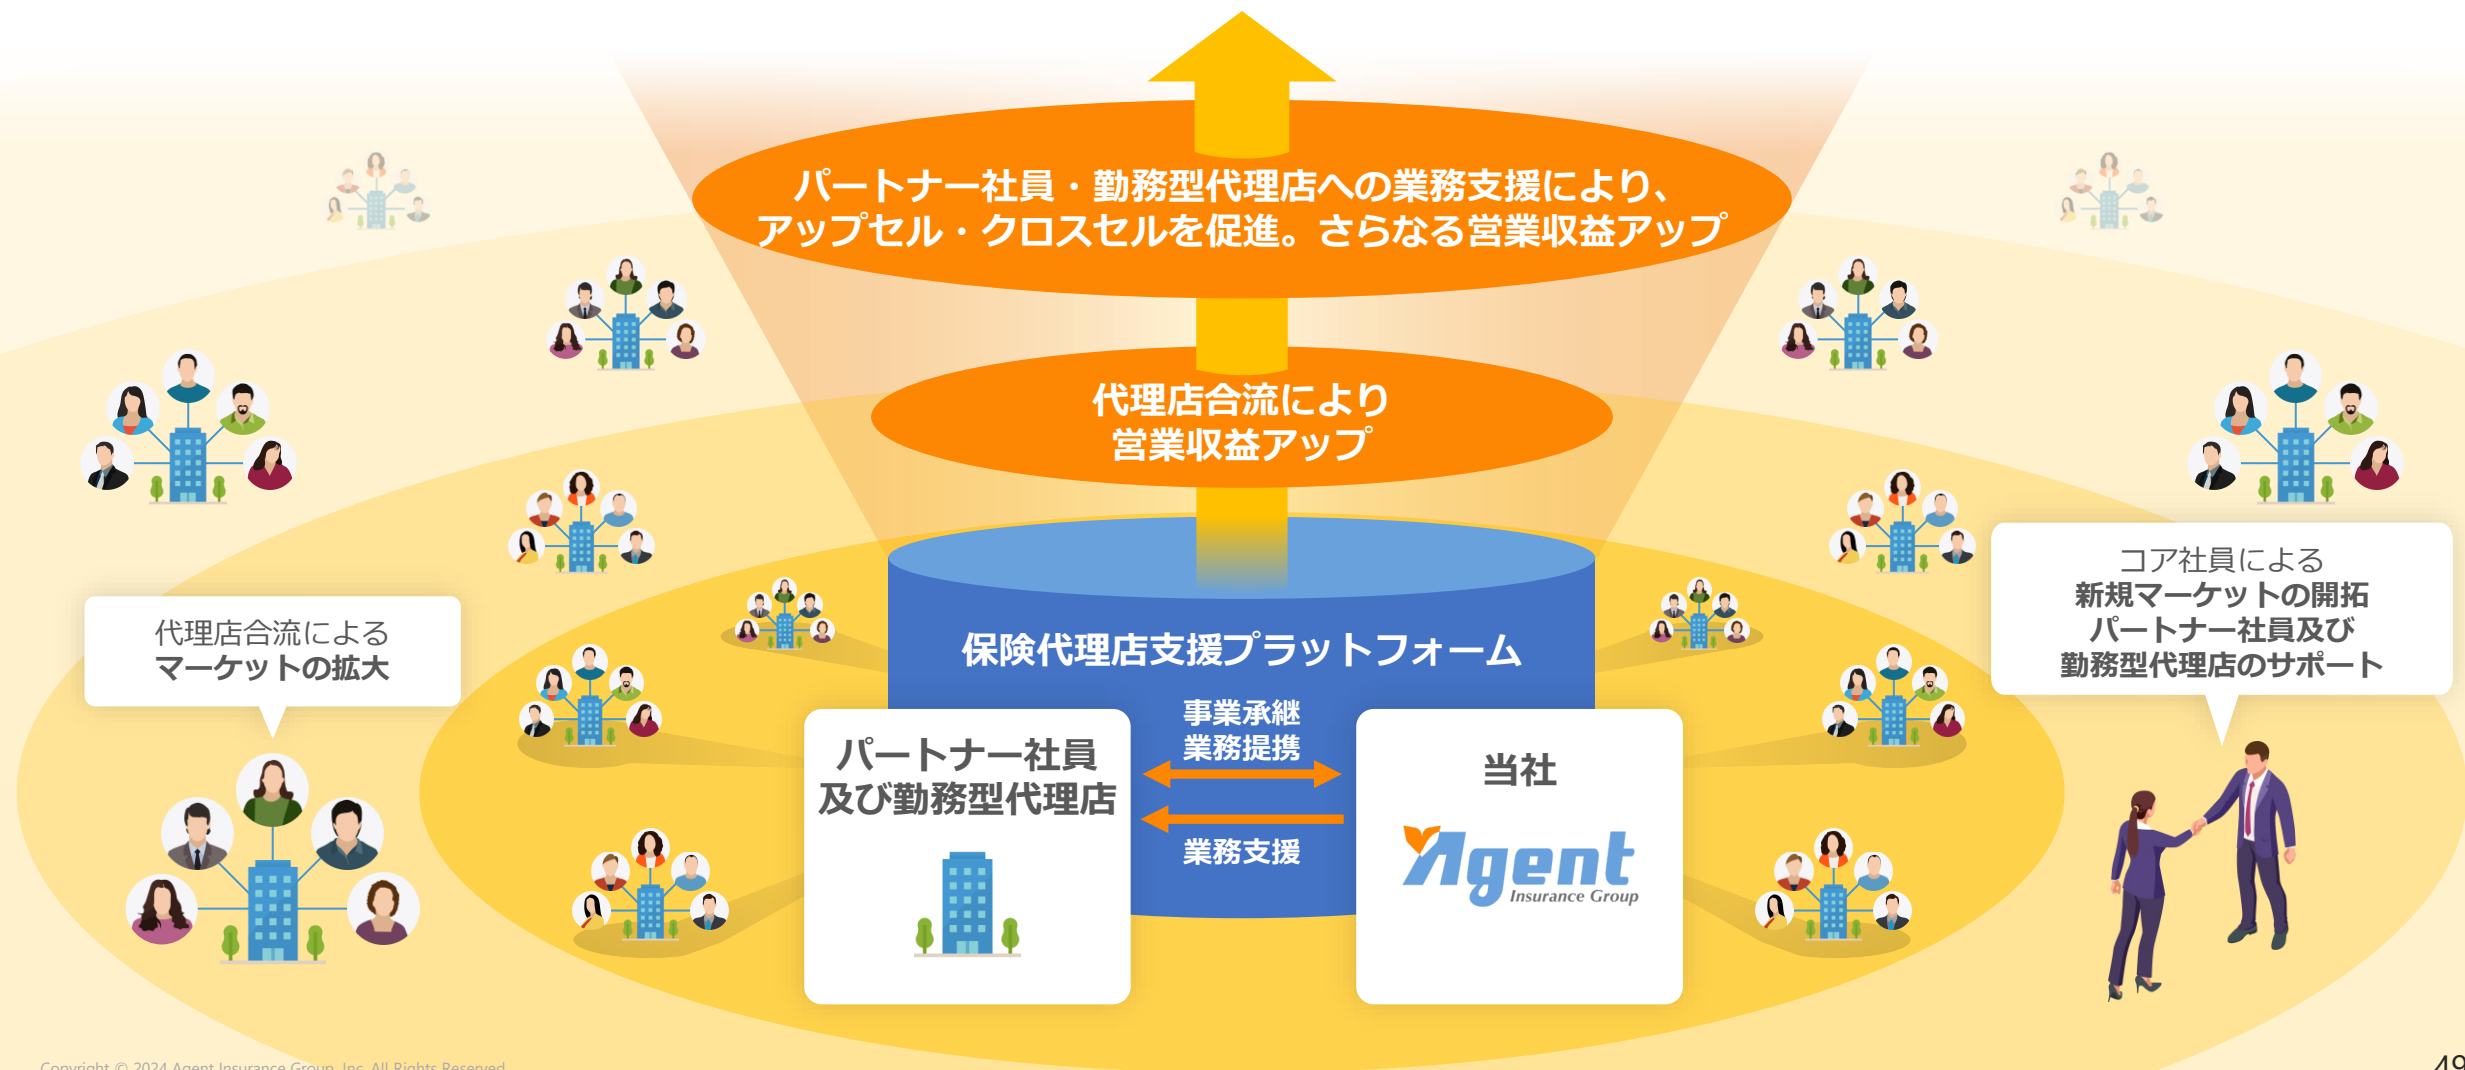 パートナー社員・勤務型代理店への業務支援により、
アップセル・クロスセルを促進。さらなる営業収益アップ
代理店合流により
営業収益アップ
代理店合流による
マーケットの拡大
コア社員による
新規マーケットの開拓
パートナー社員及び
勤務型代理店のサポート
保険代理店支援プラットフォーム
パートナー社員
及び勤務型代理店
事業承継
業務提携
業務支援
当社
Agent
Insurance Group
Copyright © 2024 Agent Insurance Group, Inc. All Rights Reserved
49